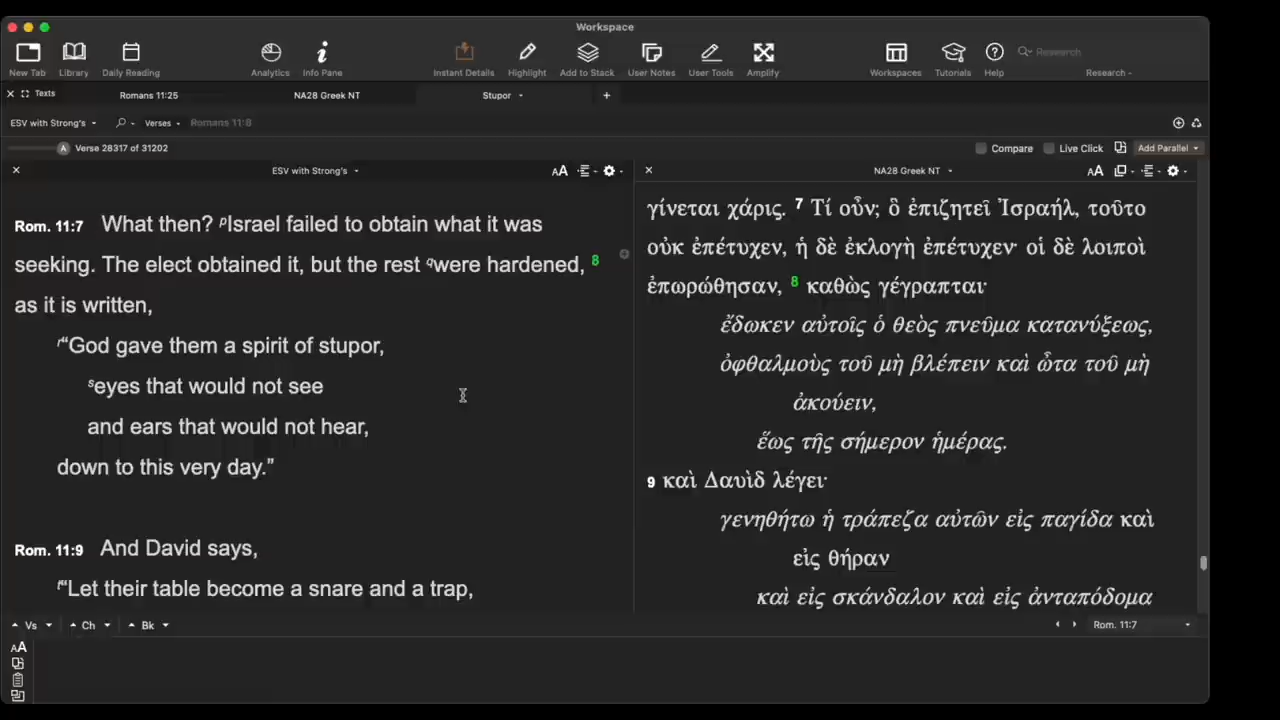 Workspace
New Tab Library Daily Reading Analytics Info Pane Instant Details Highlight Add to Stack User Notes User Tools Amplify Workspaces Tutorials Help Research
Research
Texts Romans 11:25 NA28 Greek NT Stupor
ESV with Strong's Verses Romans 11:8
A Verse 28317 of 31202 Compare Live Click Add Parallel
ESV with Strong's AA
Rom. 11:7 What then? pIsrael failed to obtain what it was
seeking. The elect obtained it, but the rest qwere hardened, 8
as it is written,
r“God gave them a spirit of stupor,
seyes that would not see
and ears that would not hear,
down to this very day.”
Rom. 11:9 And David says,
t“Let their table become a snare and a trap,
NA28 Greek NT AA
γίνεται χάρις. 7 Τί οὖν; ὃ ἐπιζητεῖ Ἰσραήλ, τοῦτο
οὐκ ἐπέτυχεν, ἡ δὲ ἐκλογὴ ἐπέτυχεν· οἱ δὲ λοιποὶ
ἐπωρώθησαν, 8 καθὼς γέγραπται·
ἔδωκεν αὐτοῖς ὁ θεὸς πνεῦμα κατανύξεως,
ὀφθαλμοὺς τοῦ μὴ βλέπειν καὶ ὦτα τοῦ μὴ
ἀκούειν,
ἕως τῆς σήμερον ἡμέρας.
9 καὶ Δαυὶδ λέγει·
γενηθήτω ἡ τράπεζα αὐτῶν εἰς παγίδα καὶ
εἰς θήραν
καὶ εἰς σκάνδαλον καὶ εἰς ἀνταπόδομα
Vs Ch Bk Rom. 11:7
AA